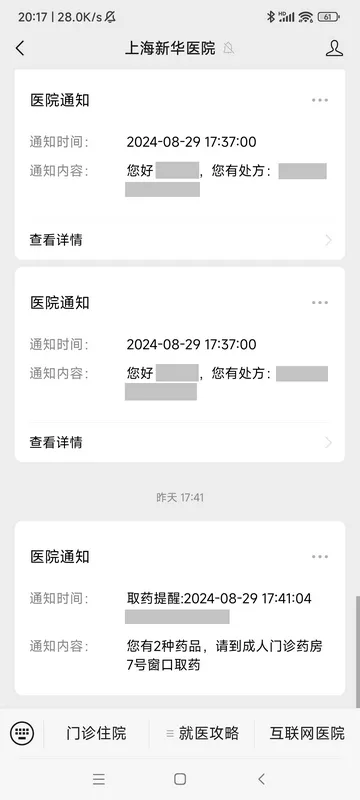 20:17 | 28.0K/s
HD
61
上海新华医院
医院通知
通知时间： 2024-08-29 17:37:00
通知内容： 您好 ，您有处方：
查看详情
医院通知
通知时间： 2024-08-29 17:37:00
通知内容： 您好 ，您有处方：
查看详情
昨天 17:41
医院通知
通知时间： 取药提醒:2024-08-29 17:41:04
通知内容： 您有2种药品，请到成人门诊药房
7号窗口取药
门诊住院 就医攻略 互联网医院